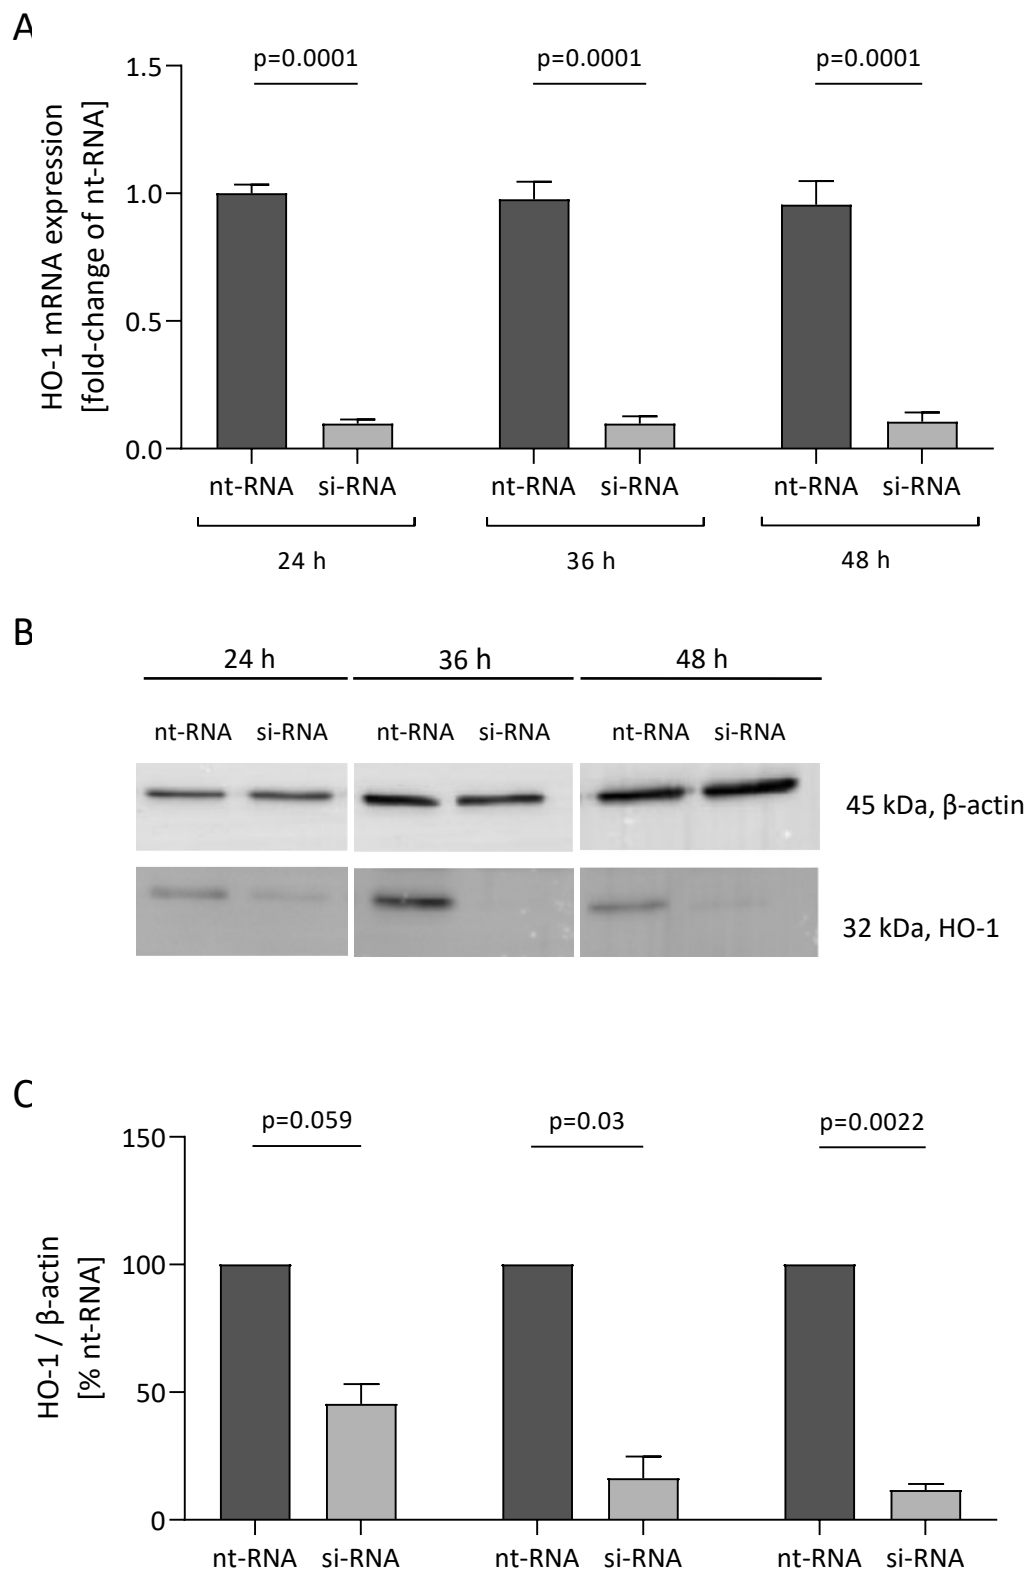 A
p=0.0001 p=0.0001 p=0.0001
HO-1 mRNA expression
[fold-change of nt-RNA]
1.5
1.0
0.5
0.0
nt-RNA si-RNA nt-RNA si-RNA nt-RNA si-RNA
24 h 36 h 48 h
B
24 h 36 h 48 h
nt-RNA si-RNA nt-RNA si-RNA nt-RNA si-RNA
45 kDa, β-actin
32 kDa, HO-1
C
p=0.059 p=0.03 p=0.0022
HO-1 / β-actin
[% nt-RNA]
150
100
50
0
nt-RNA si-RNA nt-RNA si-RNA nt-RNA si-RNA